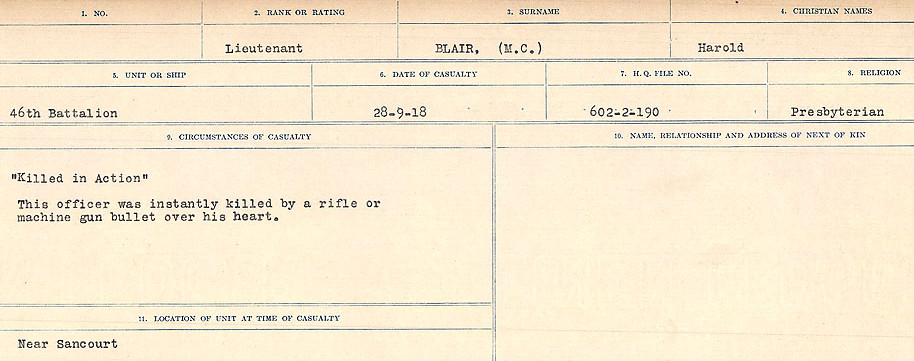 1. NO.
2. RANK OR RATING
3. SURNAME
4. CHRISTIAN NAMES
Lieutenant
BLAIR, (M.C.)
Harold
5. UNIT OR SHIP
6. DATE OF CASUALTY
7. H. Q. FILE NO.
8. RELIGION
46th Battalion
28-9-18
602-2-190
Presbyterian
9. CIRCUMSTANCES OF CASUALTY
10. NAME, RELATIONSHIP AND ADDRESS OF NEXT OF KIN
"Killed in Action"
This officer was instantly killed by a rifle or
machine gun bullet over his heart.
11. LOCATION OF UNIT AT TIME OF CASUALTY
Near Sancourt